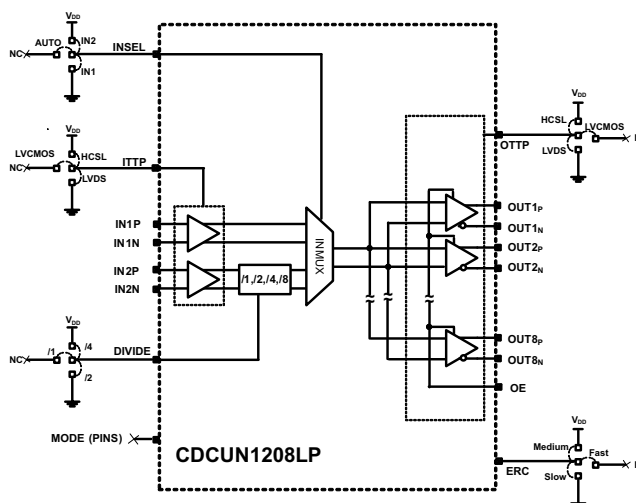 VDD
AUTO
IN2
NC
INSEL
IN1
VDD
LVCMOS
HCSL
NC
ITTP
LVDS
IN1P
IN1N
IN2P
IN2N
/1,/2,/4,/8
IN MUX
VDD
/1
/4
NC
DIVIDE
/2
MODE (PINS)
CDCUN1208LP
VDD
HCSL
LVCMOS
OTTP
LVDS
OUT1P
OUT1N
OUT2P
OUT2N
OUT8P
OUT8N
OE
VDD
Medium
Fast
ERC
Slow